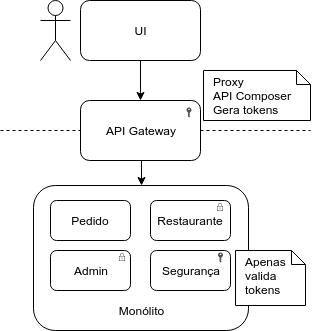 UI
Proxy
API Composer
Gera tokens
API Gateway
Pedido
Restaurante
Admin
Segurança
Apenas
valida
tokens
Monólito